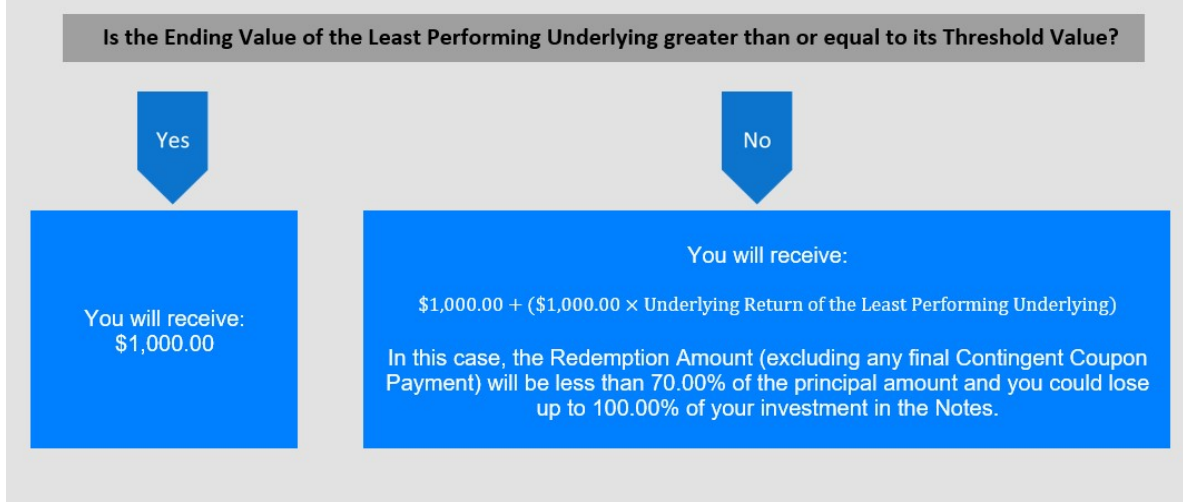 Is the Ending Value of the Least Performing Underlying greater than or equal to its Threshold Value?
Yes
No
You will receive:
$1,000.00
You will receive:
$1,000.00 + ($1,000.00 × Underlying Return of the Least Performing Underlying)
In this case, the Redemption Amount (excluding any final Contingent Coupon
Payment) will be less than 70.00% of the principal amount and you could lose
up to 100.00% of your investment in the Notes.